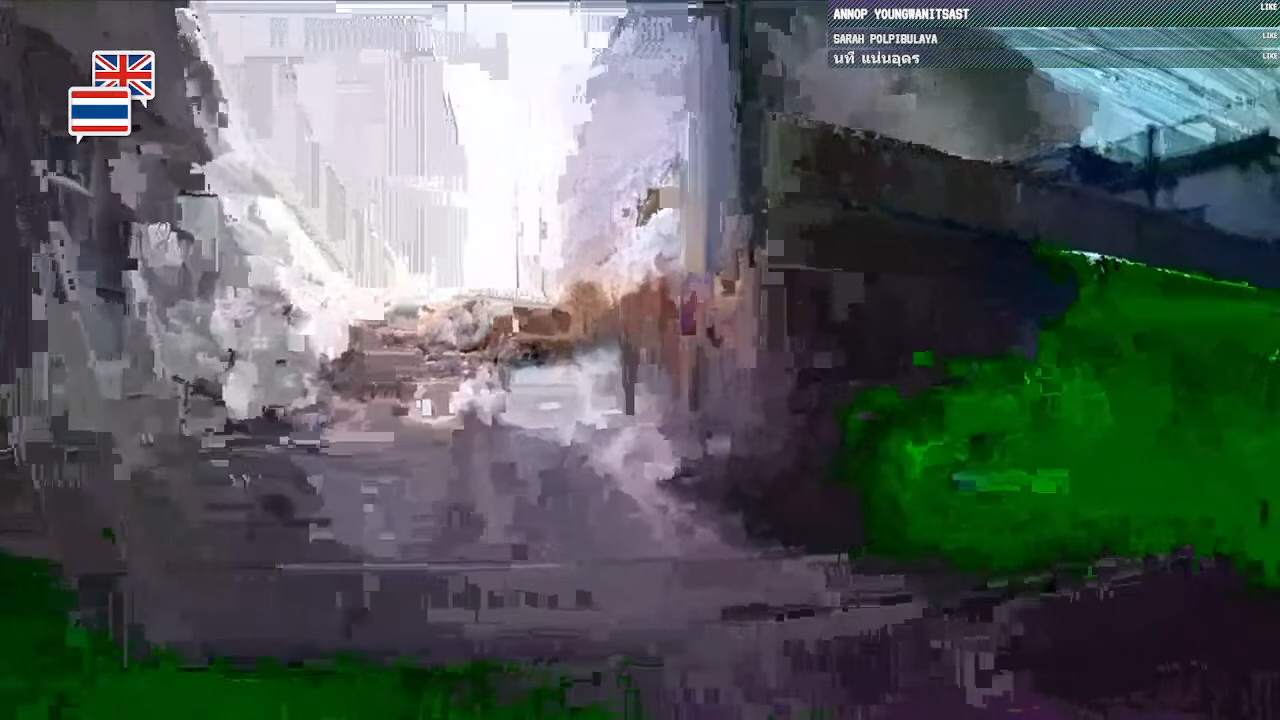 ANNOP YOUNGWANITSAST LIKE
SARAH POLPIBULAYA LIKE
นที แน่นอุดร LIKE